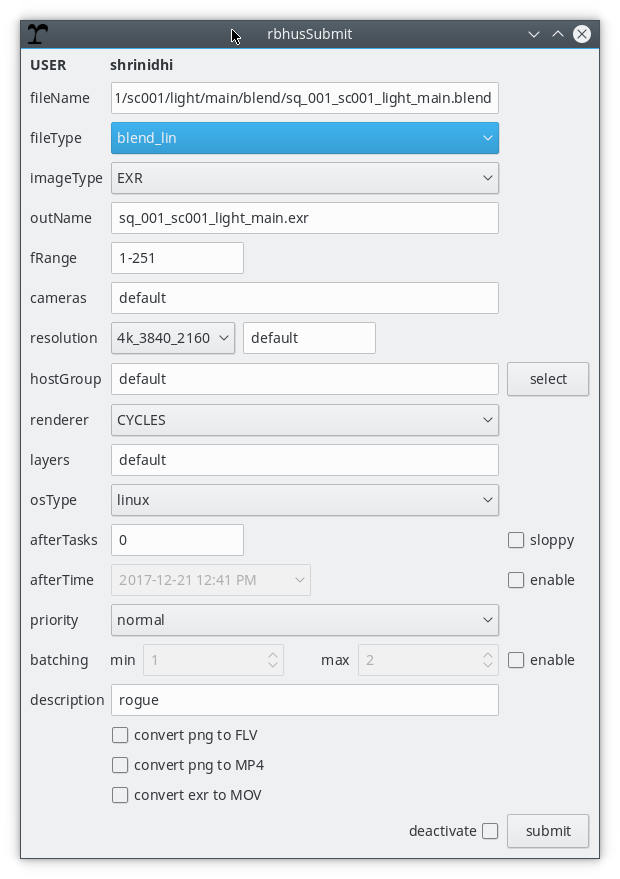 rbhusSubmit
USER shrinidhi
fileName 1/sc001/light/main/blend/sq_001_sc001_light_main.blend
fileType blend_lin
imageType EXR
outName sq_001_sc001_light_main.exr
fRange 1-251
cameras default
resolution 4k_3840_2160 default
hostGroup default select
renderer CYCLES
layers default
osType linux
afterTasks 0 sloppy
afterTime 2017-12-21 12:41 PM enable
priority normal
batching min 1 max 2 enable
description rogue
convert png to FLV
convert png to MP4
convert exr to MOV
deactivate submit